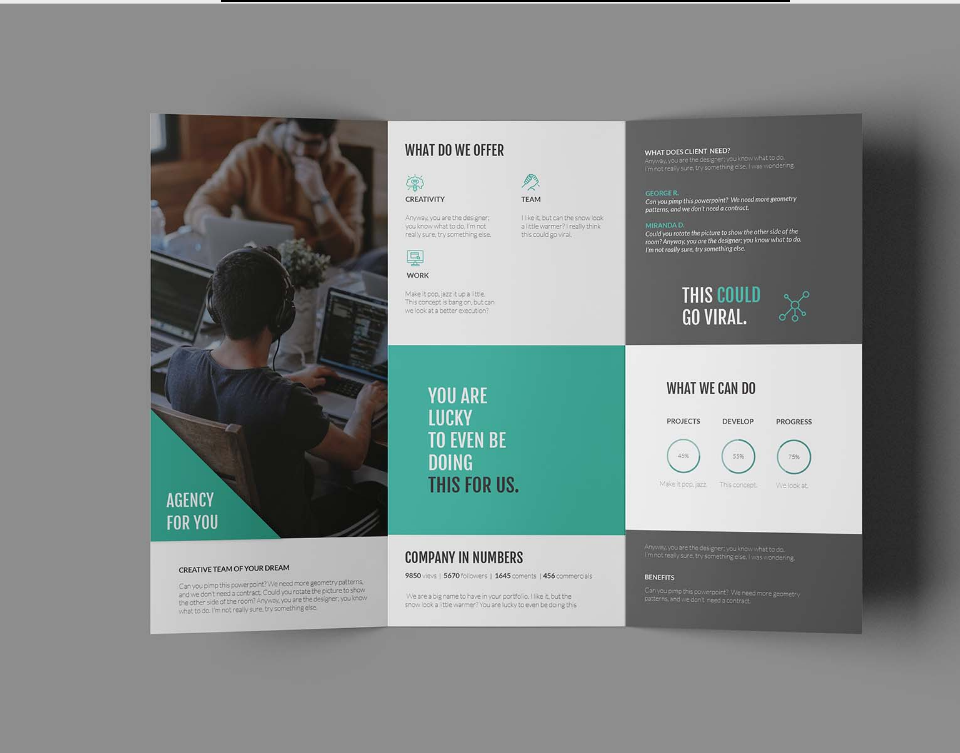 AGENCY
FOR YOU
CREATIVE TEAM OF YOUR DREAM
Can you pimp this powerpoint? We need more geometry patterns,
and we don't need a contract. Could you rotate the picture to show
the other side of the room? Anyway, you are the designer, you know
what to do. I'm not really sure, try something else.
WHAT DO WE OFFER
CREATIVITY
Anyway, you are the designer;
you know what to do, I'm not
really sure, try something else.
TEAM
I like it, but can the snow look
a little warmer? I really think
this could go viral.
WORK
Make it pop, jazz it up a little.
This concept is bang on, but can
we look at a better execution?
YOU ARE
LUCKY
TO EVEN BE
DOING
THIS FOR US.
COMPANY IN NUMBERS
9850 views | 5670 followers | 1645 coments | 456 commercials
We are a big name to have in your portfolio. I like it, but the
snow look a little warmer? You are lucky to even be doing this
WHAT DOES CLIENT NEED?
Anyway, you are the designer; you know what to do.
I'm not really sure, try something else. I was wondering.
GEORGE R.
Can you pimp this powerpoint? We need more geometry
patterns, and we don't need a contract.
MIRANDA D.
Could you rotate the picture to show the other side of the
room? Anyway, you are the designer; you know what to do.
I'm not really sure, try something else.
THIS COULD
GO VIRAL.
WHAT WE CAN DO
PROJECTS DEVELOP PROGRESS
75%
Make it pop, jazz. This concept. We look at.
Anyway, you are the designer; you know what to do.
I'm not really sure, try something else. I was wondering.
BENEFITS
Can you pimp this powerpoint? We need more geometry
patterns, and we don't need a contract.